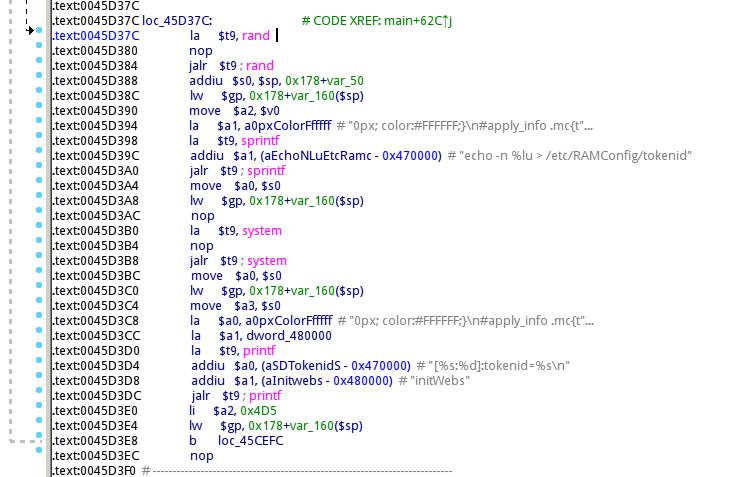 .text:0045D37C
.text:0045D37C loc_45D37C: # CODE XREF: main+62C↑j
.text:0045D37C la $t9, rand
.text:0045D380 nop
.text:0045D384 jalr $t9 ; rand
.text:0045D388 addiu $s0, $sp, 0x178+var_50
.text:0045D38C lw $gp, 0x178+var_160($sp)
.text:0045D390 move $a2, $v0
.text:0045D394 la $a1, a0pxColorFfffff # "0px; color:#FFFFFF;}\n#apply_info .mc{t"...
.text:0045D398 la $t9, sprintf
.text:0045D39C addiu $a1, (aEchoNLuEtcRamc - 0x470000) # "echo -n %lu > /etc/RAMConfig/tokenid"
.text:0045D3A0 jalr $t9 ; sprintf
.text:0045D3A4 move $a0, $s0
.text:0045D3A8 lw $gp, 0x178+var_160($sp)
.text:0045D3AC nop
.text:0045D3B0 la $t9, system
.text:0045D3B4 nop
.text:0045D3B8 jalr $t9 ; system
.text:0045D3BC move $a0, $s0
.text:0045D3C0 lw $gp, 0x178+var_160($sp)
.text:0045D3C4 move $a3, $s0
.text:0045D3C8 la $a0, a0pxColorFfffff # "0px; color:#FFFFFF;}\n#apply_info .mc{t"...
.text:0045D3CC la $a1, dword_480000
.text:0045D3D0 la $t9, printf
.text:0045D3D4 addiu $a0, (aSDTokenidS - 0x470000) # "[%s:%d]:tokenid=%s\n"
.text:0045D3D8 addiu $a1, (aInitwebs - 0x480000) # "initWebs"
.text:0045D3DC jalr $t9 ; printf
.text:0045D3E0 li $a2, 0x4D5
.text:0045D3E4 lw $gp, 0x178+var_160($sp)
.text:0045D3E8 b loc_45CEFC
.text:0045D3EC nop
.text:0045D3F0 # ---------------------------------------------------------------------------